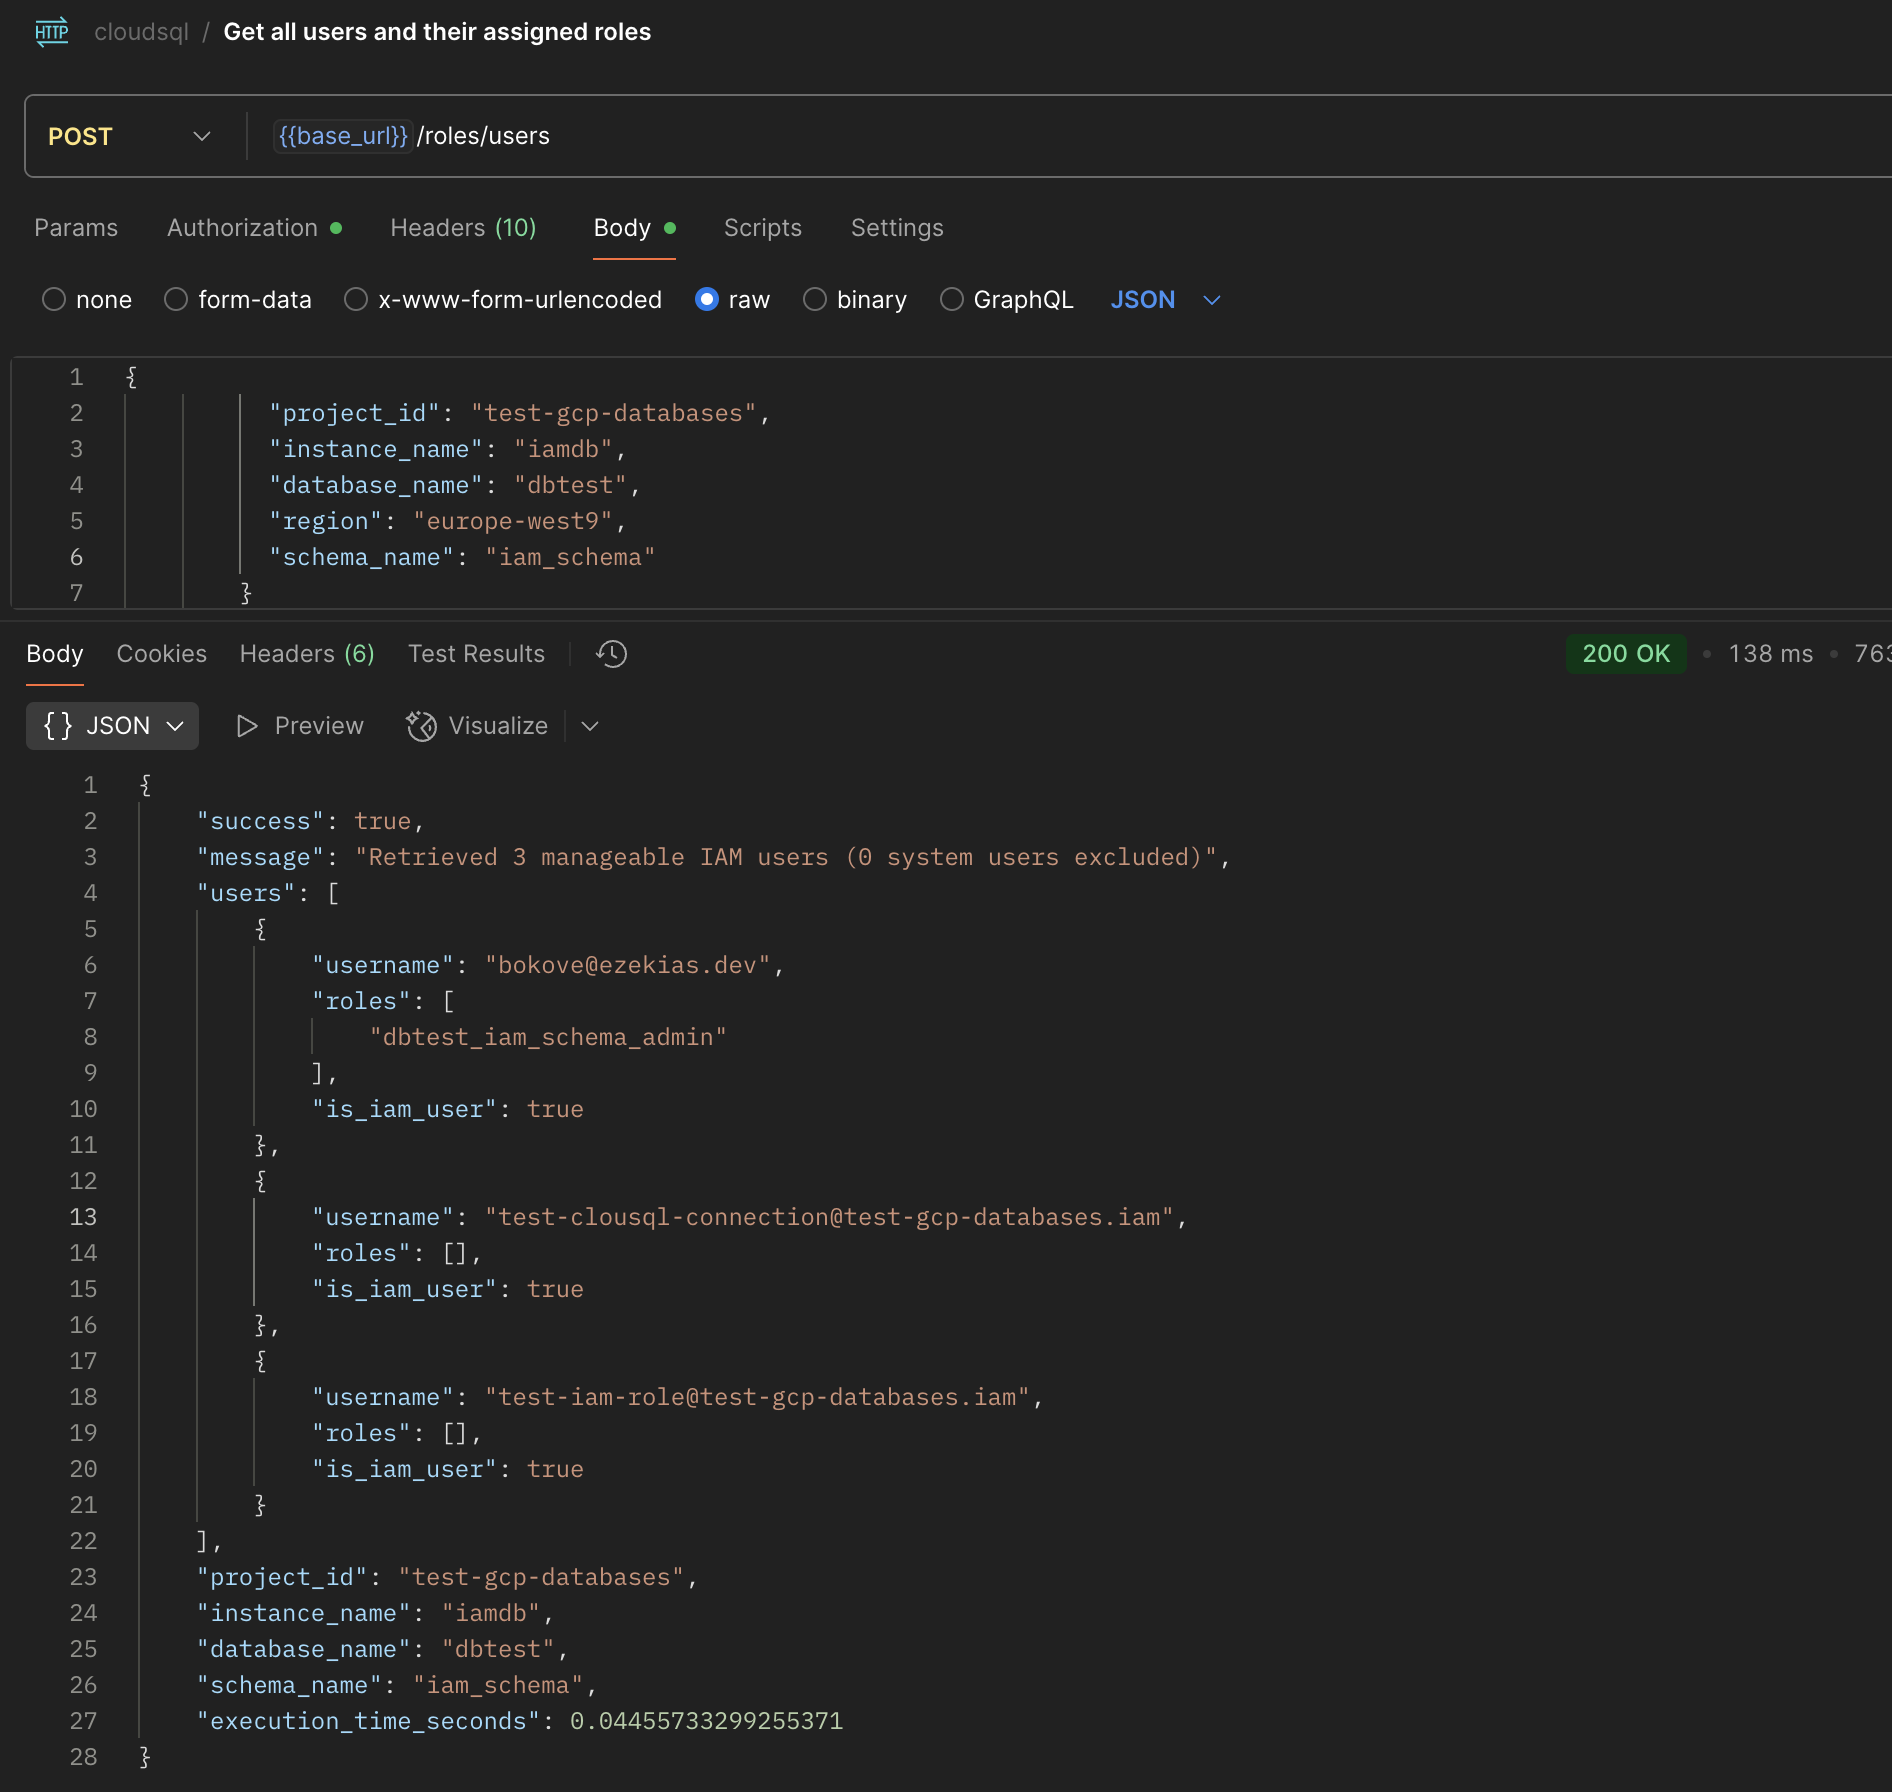 HTTP cloudsql / Get all users and their assigned roles
POST {{base_url}}/roles/users
Params Authorization Headers (10) Body Scripts Settings
none form-data x-www-form-urlencoded raw binary GraphQL JSON
1 {
2 "project_id": "test-gcp-databases",
3 "instance_name": "iamdb",
4 "database_name": "dbtest",
5 "region": "europe-west9",
6 "schema_name": "iam_schema"
7 }
Body Cookies Headers (6) Test Results 200 OK • 138 ms • 763
{} JSON Preview Visualize
1 {
2 "success": true,
3 "message": "Retrieved 3 manageable IAM users (0 system users excluded)",
4 "users": [
5 {
6 "username": "bokove@ezekias.dev",
7 "roles": [
8 "dbtest_iam_schema_admin"
9 ],
10 "is_iam_user": true
11 },
12 {
13 "username": "test-clousql-connection@test-gcp-databases.iam",
14 "roles": [],
15 "is_iam_user": true
16 },
17 {
18 "username": "test-iam-role@test-gcp-databases.iam",
19 "roles": [],
20 "is_iam_user": true
21 }
22 ],
23 "project_id": "test-gcp-databases",
24 "instance_name": "iamdb",
25 "database_name": "dbtest",
26 "schema_name": "iam_schema",
27 "execution_time_seconds": 0.04455733299255371
28 }